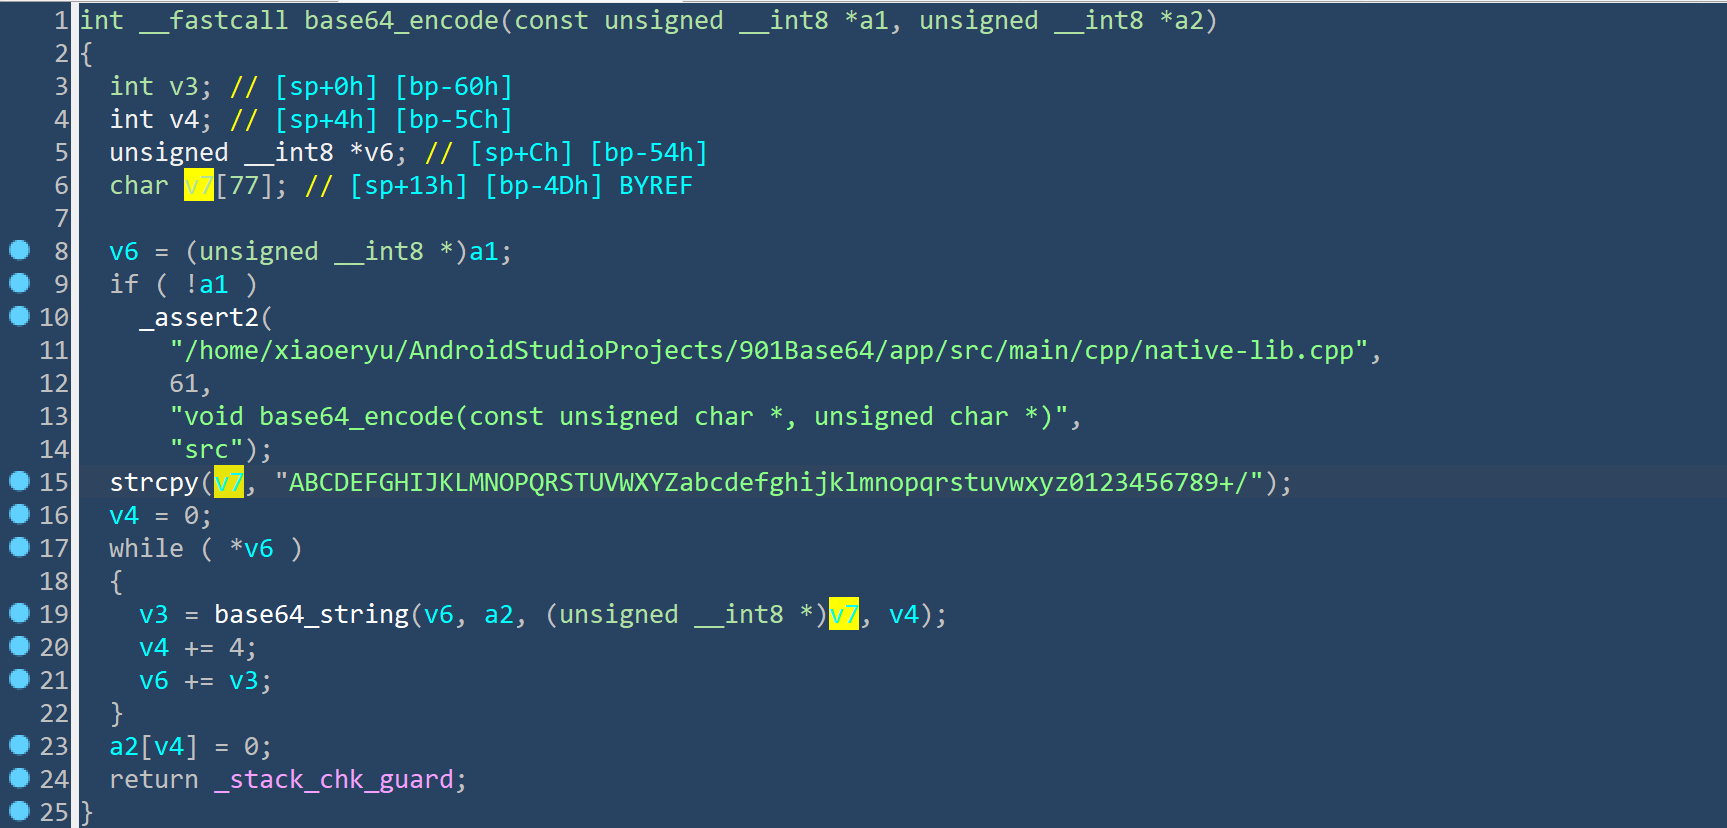 1 int __fastcall base64_encode(const unsigned __int8 *a1, unsigned __int8 *a2)
2 {
3   int v3; // [sp+0h] [bp-60h]
4   int v4; // [sp+4h] [bp-5Ch]
5   unsigned __int8 *v6; // [sp+Ch] [bp-54h]
6   char v7[77]; // [sp+13h] [bp-4Dh] BYREF
7
8   v6 = (unsigned __int8 *)a1;
9   if ( !a1 )
10     _assert2(
11       "/home/xiaoeryu/AndroidStudioProjects/901Base64/app/src/main/cpp/native-lib.cpp",
12       61,
13       "void base64_encode(const unsigned char *, unsigned char *)",
14       "src");
15   strcpy(v7, "ABCDEFGHIJKLMNOPQRSTUVWXYZabcdefghijklmnopqrstuvwxyz0123456789+/");
16   v4 = 0;
17   while ( *v6 )
18   {
19     v3 = base64_string(v6, a2, (unsigned __int8 *)v7, v4);
20     v4 += 4;
21     v6 += v3;
22   }
23   a2[v4] = 0;
24   return _stack_chk_guard;
25 }